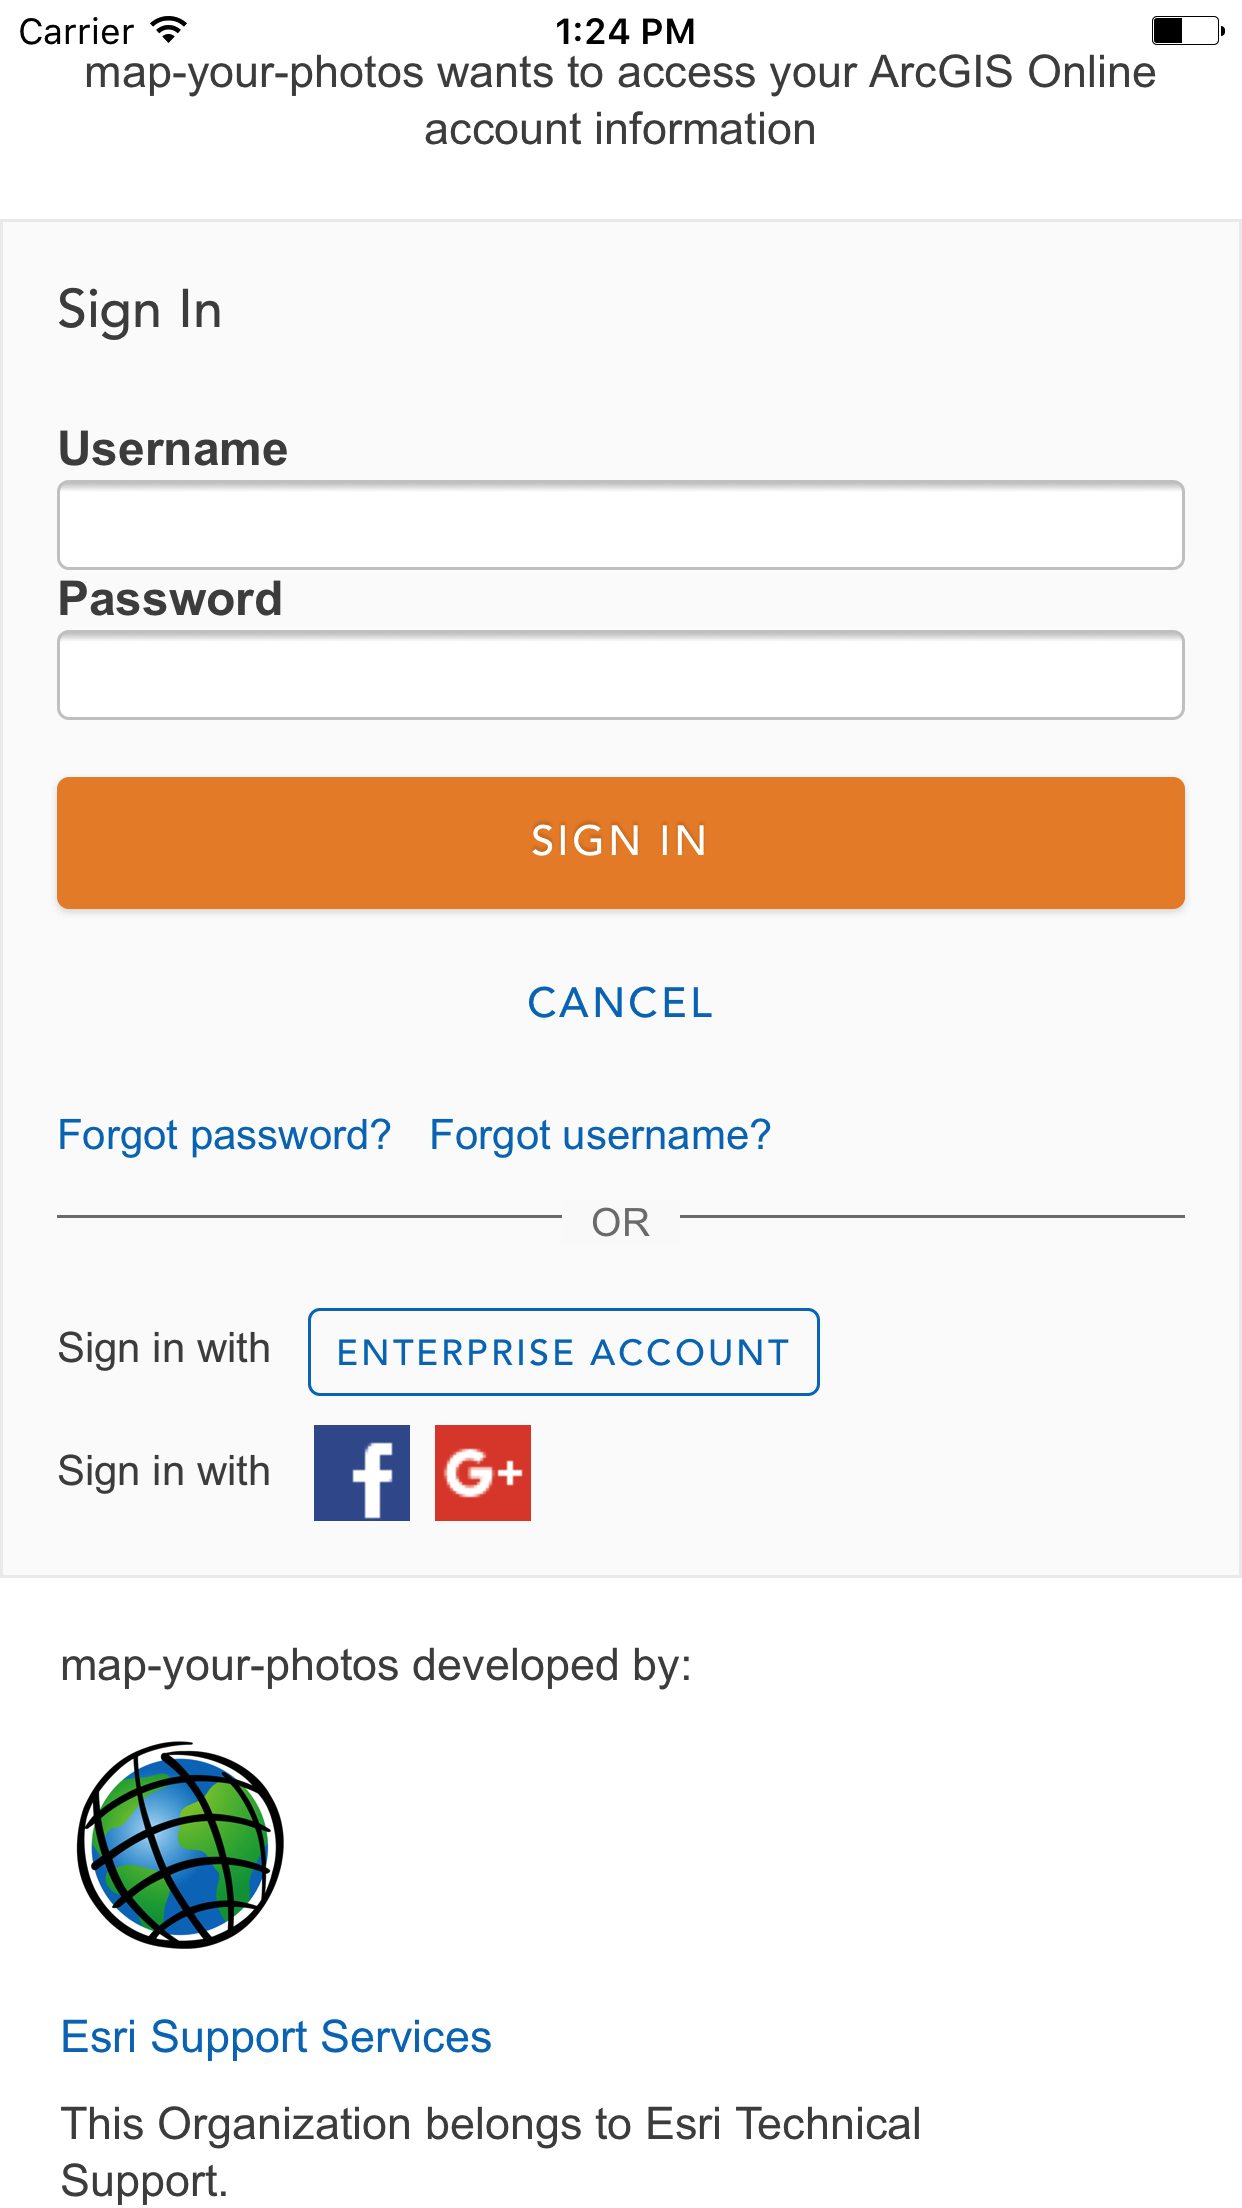 Carrier 1:24 PM
map-your-photos wants to access your ArcGIS Online
account information
Sign In
Username
Password
SIGN IN
CANCEL
Forgot password? Forgot username?
OR
Sign in with ENTERPRISE ACCOUNT
Sign in with f G+
map-your-photos developed by:
Esri Support Services
This Organization belongs to Esri Technical
Support.